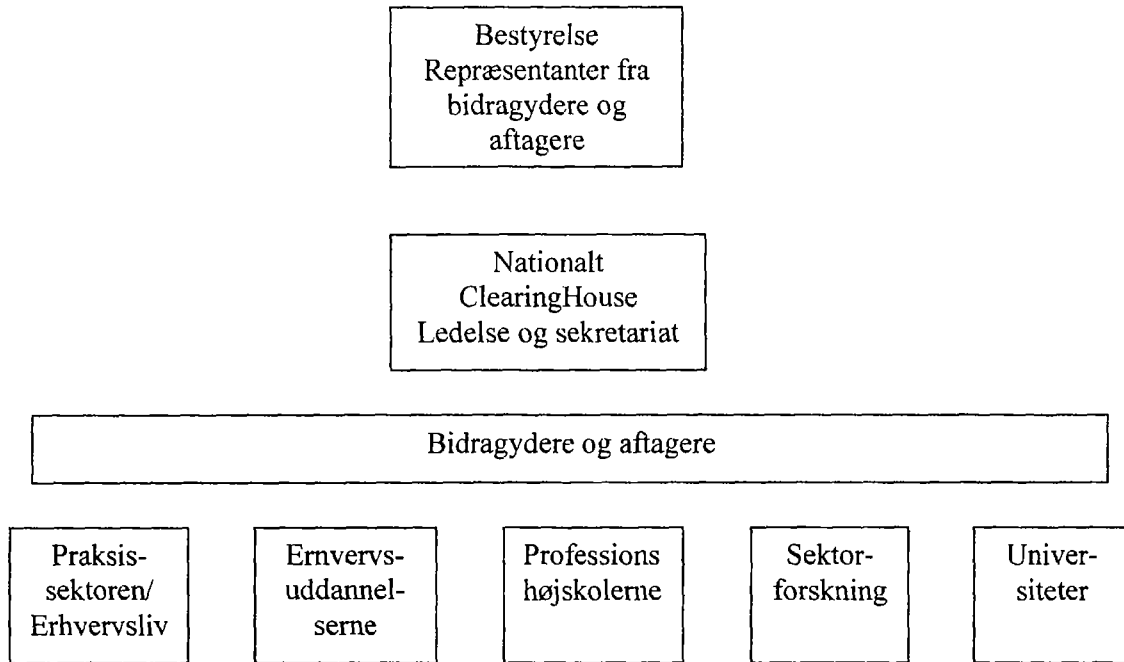 Bestyrelse
Repræsentanter fra
bidragydere og
aftagere
Nationalt
ClearingHouse
Ledelse og sekretariat
Bidragydere og aftagere
Praksis-
sektoren/
Erhvervsliv
Ernvervs-
uddannel-
serne
Professions
højskolerne
Sektor-
forskning
Univer-
siteter